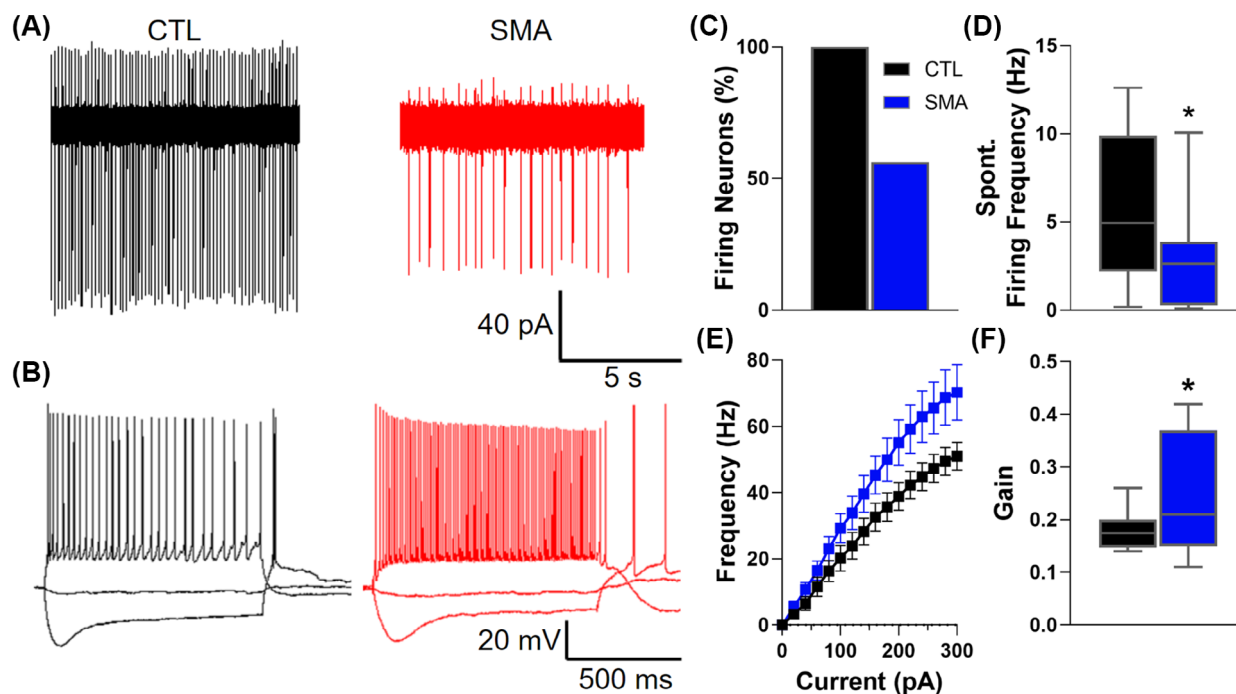 (A)
CTL
SMA
40 pA
5 s
(B)
20 mV
500 ms
(C)
Firing Neurons (%)
100
50
0
CTL
SMA
(D)
Spont.
Firing Frequency (Hz)
15
10
5
0
*
(E)
Frequency (Hz)
80
60
40
20
0
0
100
200
300
Current (pA)
(F)
Gain
0.5
0.4
0.3
0.2
0.1
0.0
*